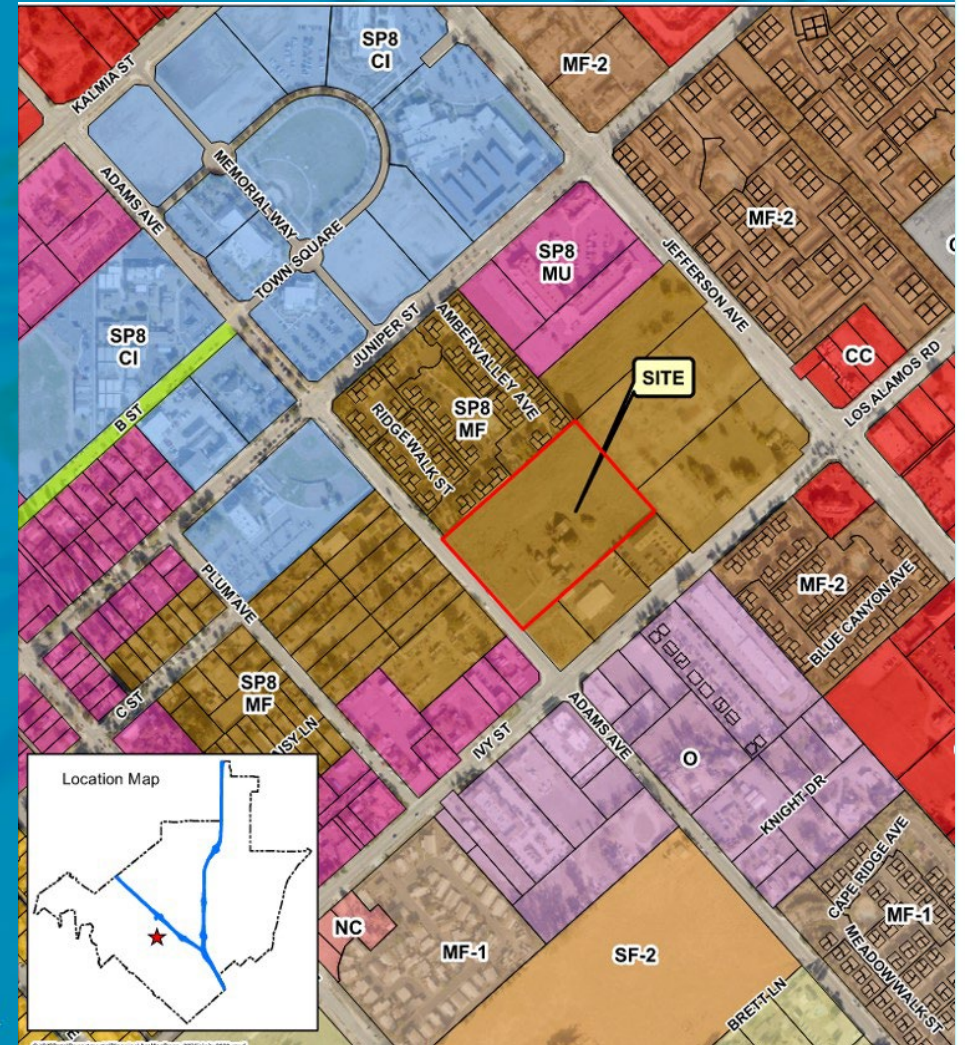 SP8
CI
MF-2
KALMIA ST
ADAMS AVE
MEMORIAL WAY
TOWN SQUARE
MF-2
SP8
MU
JEFFERSON AVE
JUNIPER ST
AMBERVALLEY AVE
SP8
CI
B ST
CC
LOS ALAMOS RD
SITE
SP8
MF
RIDGEWALK ST
PLUM AVE
MF-2
BLUE CANYON AVE
C ST
SP8
MF
IVY ST
ADAMS AVE
O
KNIGHT DR
Location Map
CAPE RIDGE AVE
NC
MF-1
MF-1
SF-2
MEADOW WALK ST
BRETT LN